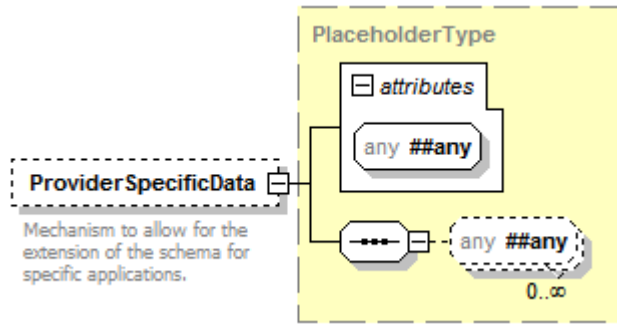 PlaceholderType
attributes
any ##any
ProviderSpecificData
Mechanism to allow for the
extension of the schema for
specific applications.
any ##any
0..∞